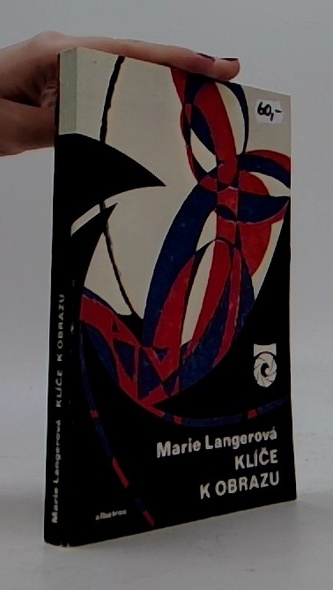 60,-
Marie Langerová
KLÍČE
K OBRAZU
Marie Langerová KLÍČE K OBRAZU
albatros